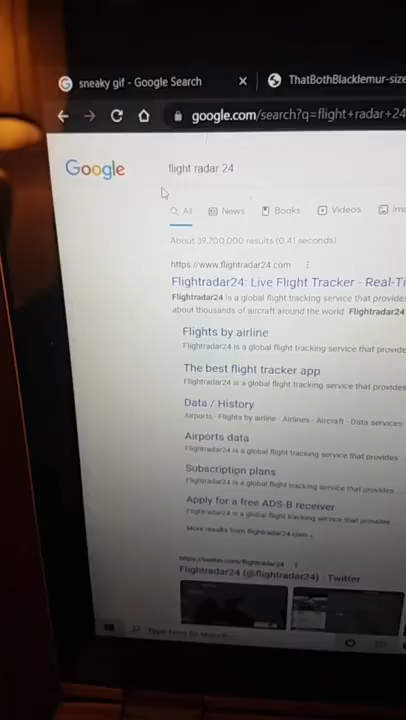 sneaky gif - Google Search
ThatBothBlacklemur-size
google.com/search?q=flight+radar+24
Google
flight radar 24
All
News
Books
Videos
Ima
About 39,700,000 results (0.41 seconds)
https://www.flightradar24.com
Flightradar24: Live Flight Tracker - Real-Ti
Flightradar24 is a global flight tracking service that provides
about thousands of aircraft around the world. Flightradar24
Flights by airline
Flightradar24 is a global flight tracking service that provide
The best flight tracker app
Flightradar24 is a global flight tracking service that provides
Data / History
Airports - Flights by airline - Airlines - Aircraft - Data services
Airports data
Flightradar24 is a global flight tracking service that provides
Subscription plans
Flightradar24 is a global flight tracking service that provides
Apply for a free ADS-B receiver
Flightradar24 is a global flight tracking service that provides
More results from flightradar24.com »
https://twitter.com/flightradar24
Flightradar24 (@flightradar24) · Twitter
Type here to search